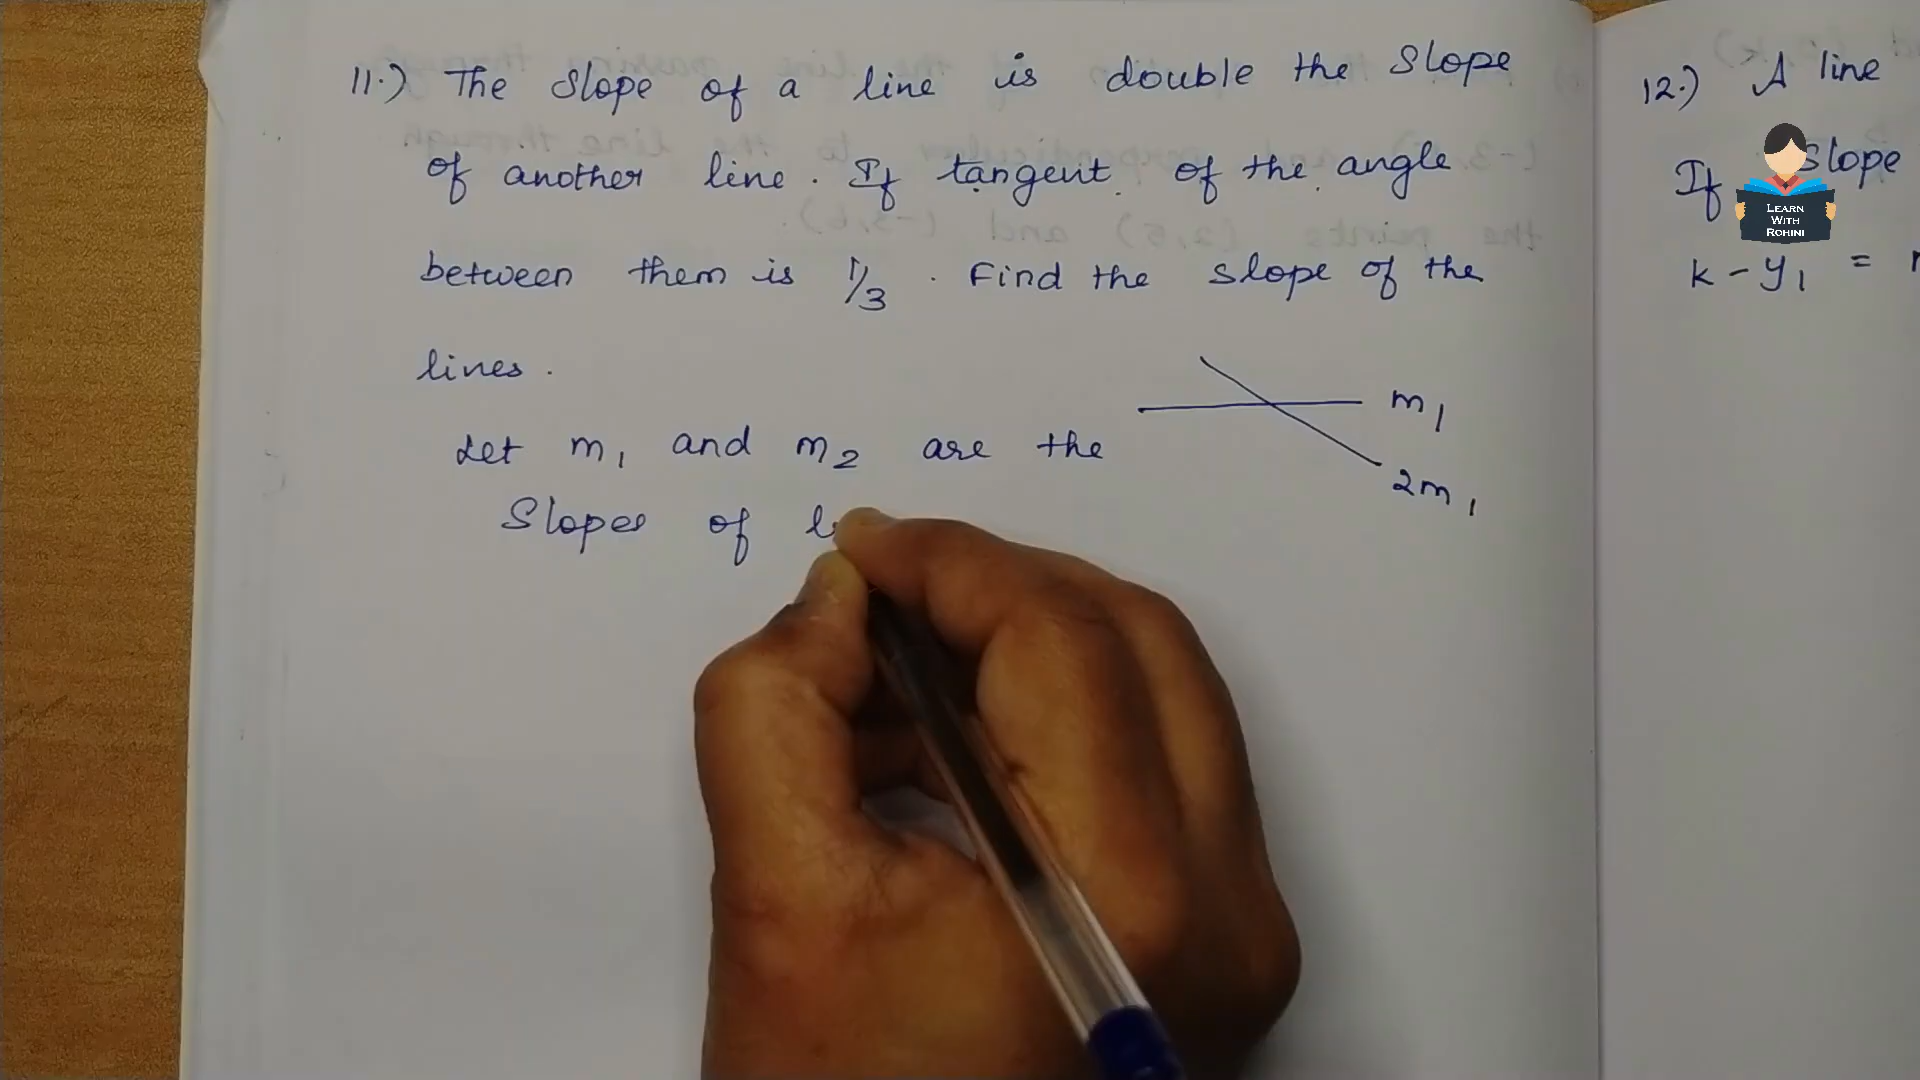 11.) The Slope of a line is double the Slope
of another line. If tangent of the angle
between them is 1/3. Find the slope of the
lines.
m1
2m1
Let m1 and m2 are the
Slopes of
12.) A line
If Slope
k - y1 =
LEARN
WITH
ROHINI